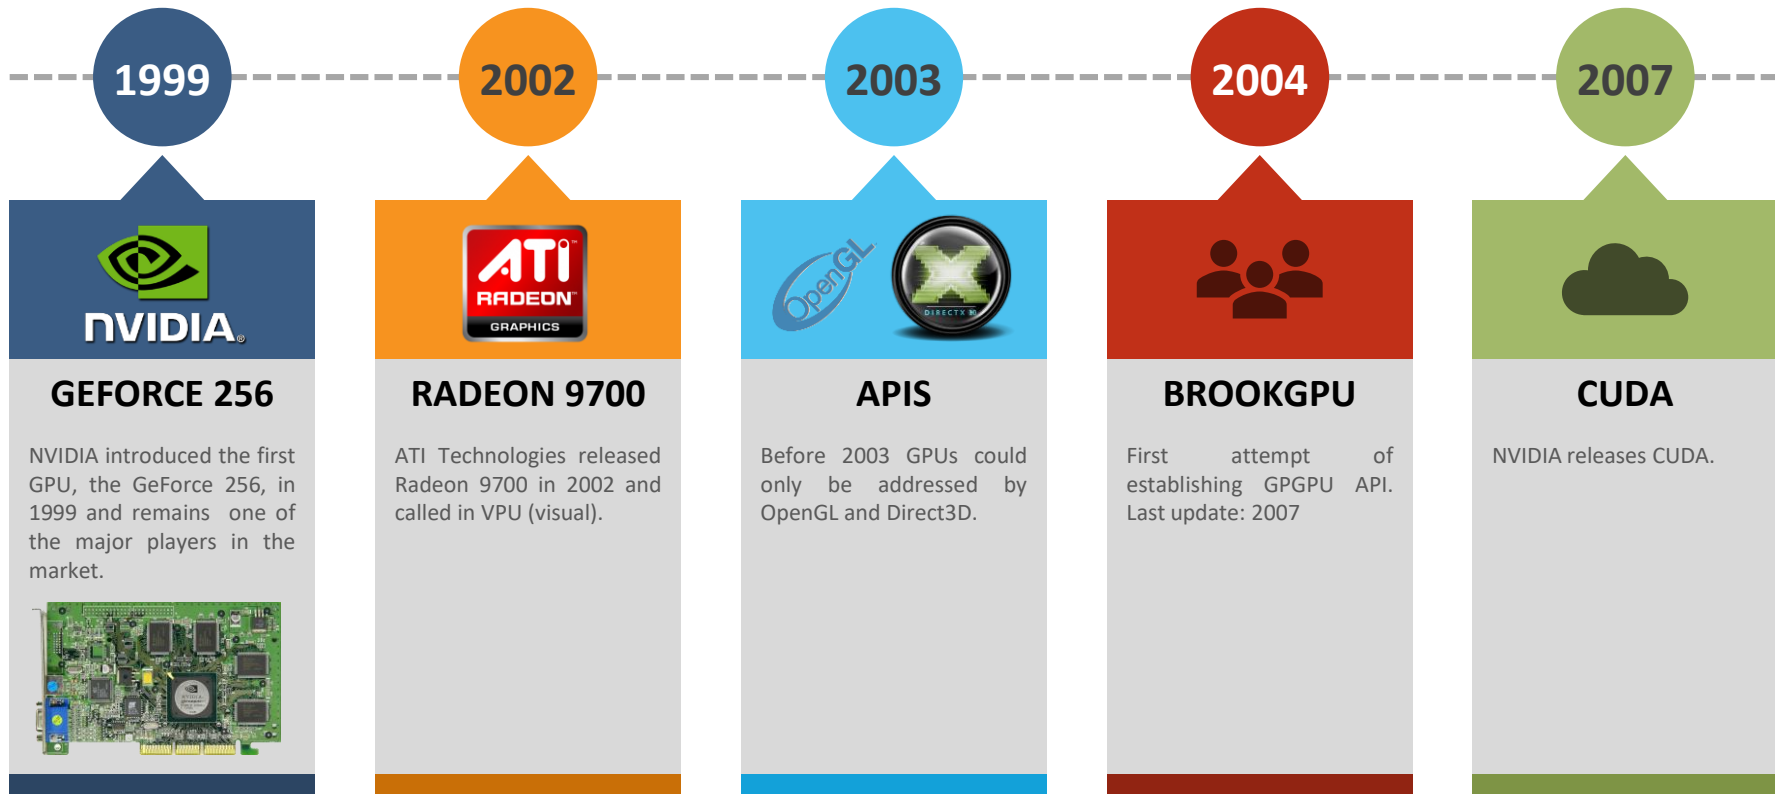 1999
2002
2003
2004
2007
NVIDIA®
ATI™
RADEON™
GRAPHICS
OpenGL
DIRECTX
GEFORCE 256
NVIDIA introduced the first
GPU, the GeForce 256, in
1999 and remains one of
the major players in the
market.
RADEON 9700
ATI Technologies released
Radeon 9700 in 2002 and
called in VPU (visual).
APIS
Before 2003 GPUs could
only be addressed by
OpenGL and Direct3D.
BROOKGPU
First attempt of
establishing GPGPU API.
Last update: 2007
CUDA
NVIDIA releases CUDA.
NVIDIA